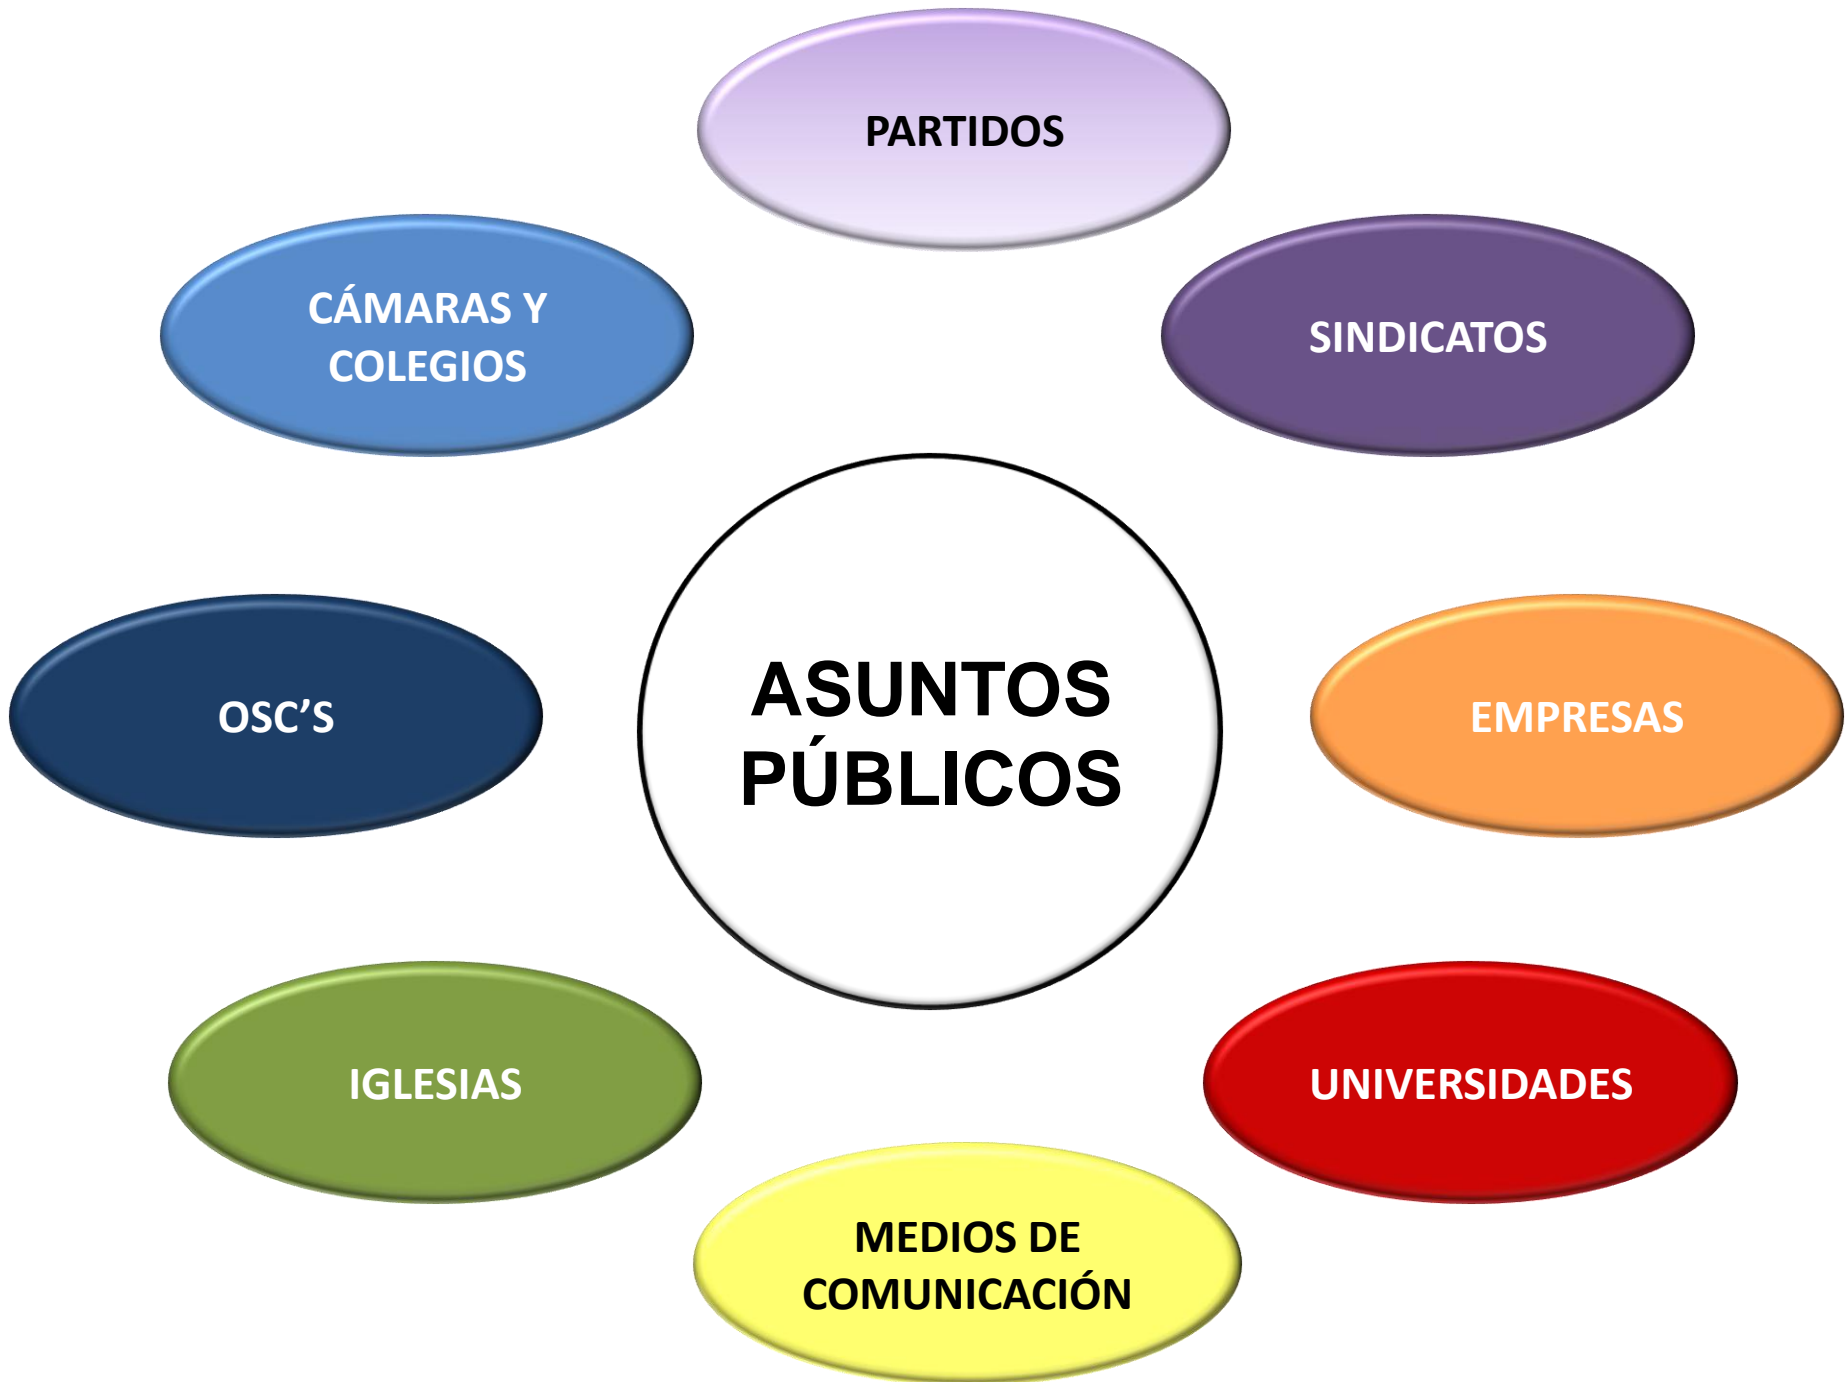 PARTIDOS
CÁMARAS Y
COLEGIOS
SINDICATOS
ASUNTOS
PÚBLICOS
OSC’S
EMPRESAS
IGLESIAS
UNIVERSIDADES
MEDIOS DE
COMUNICACIÓN